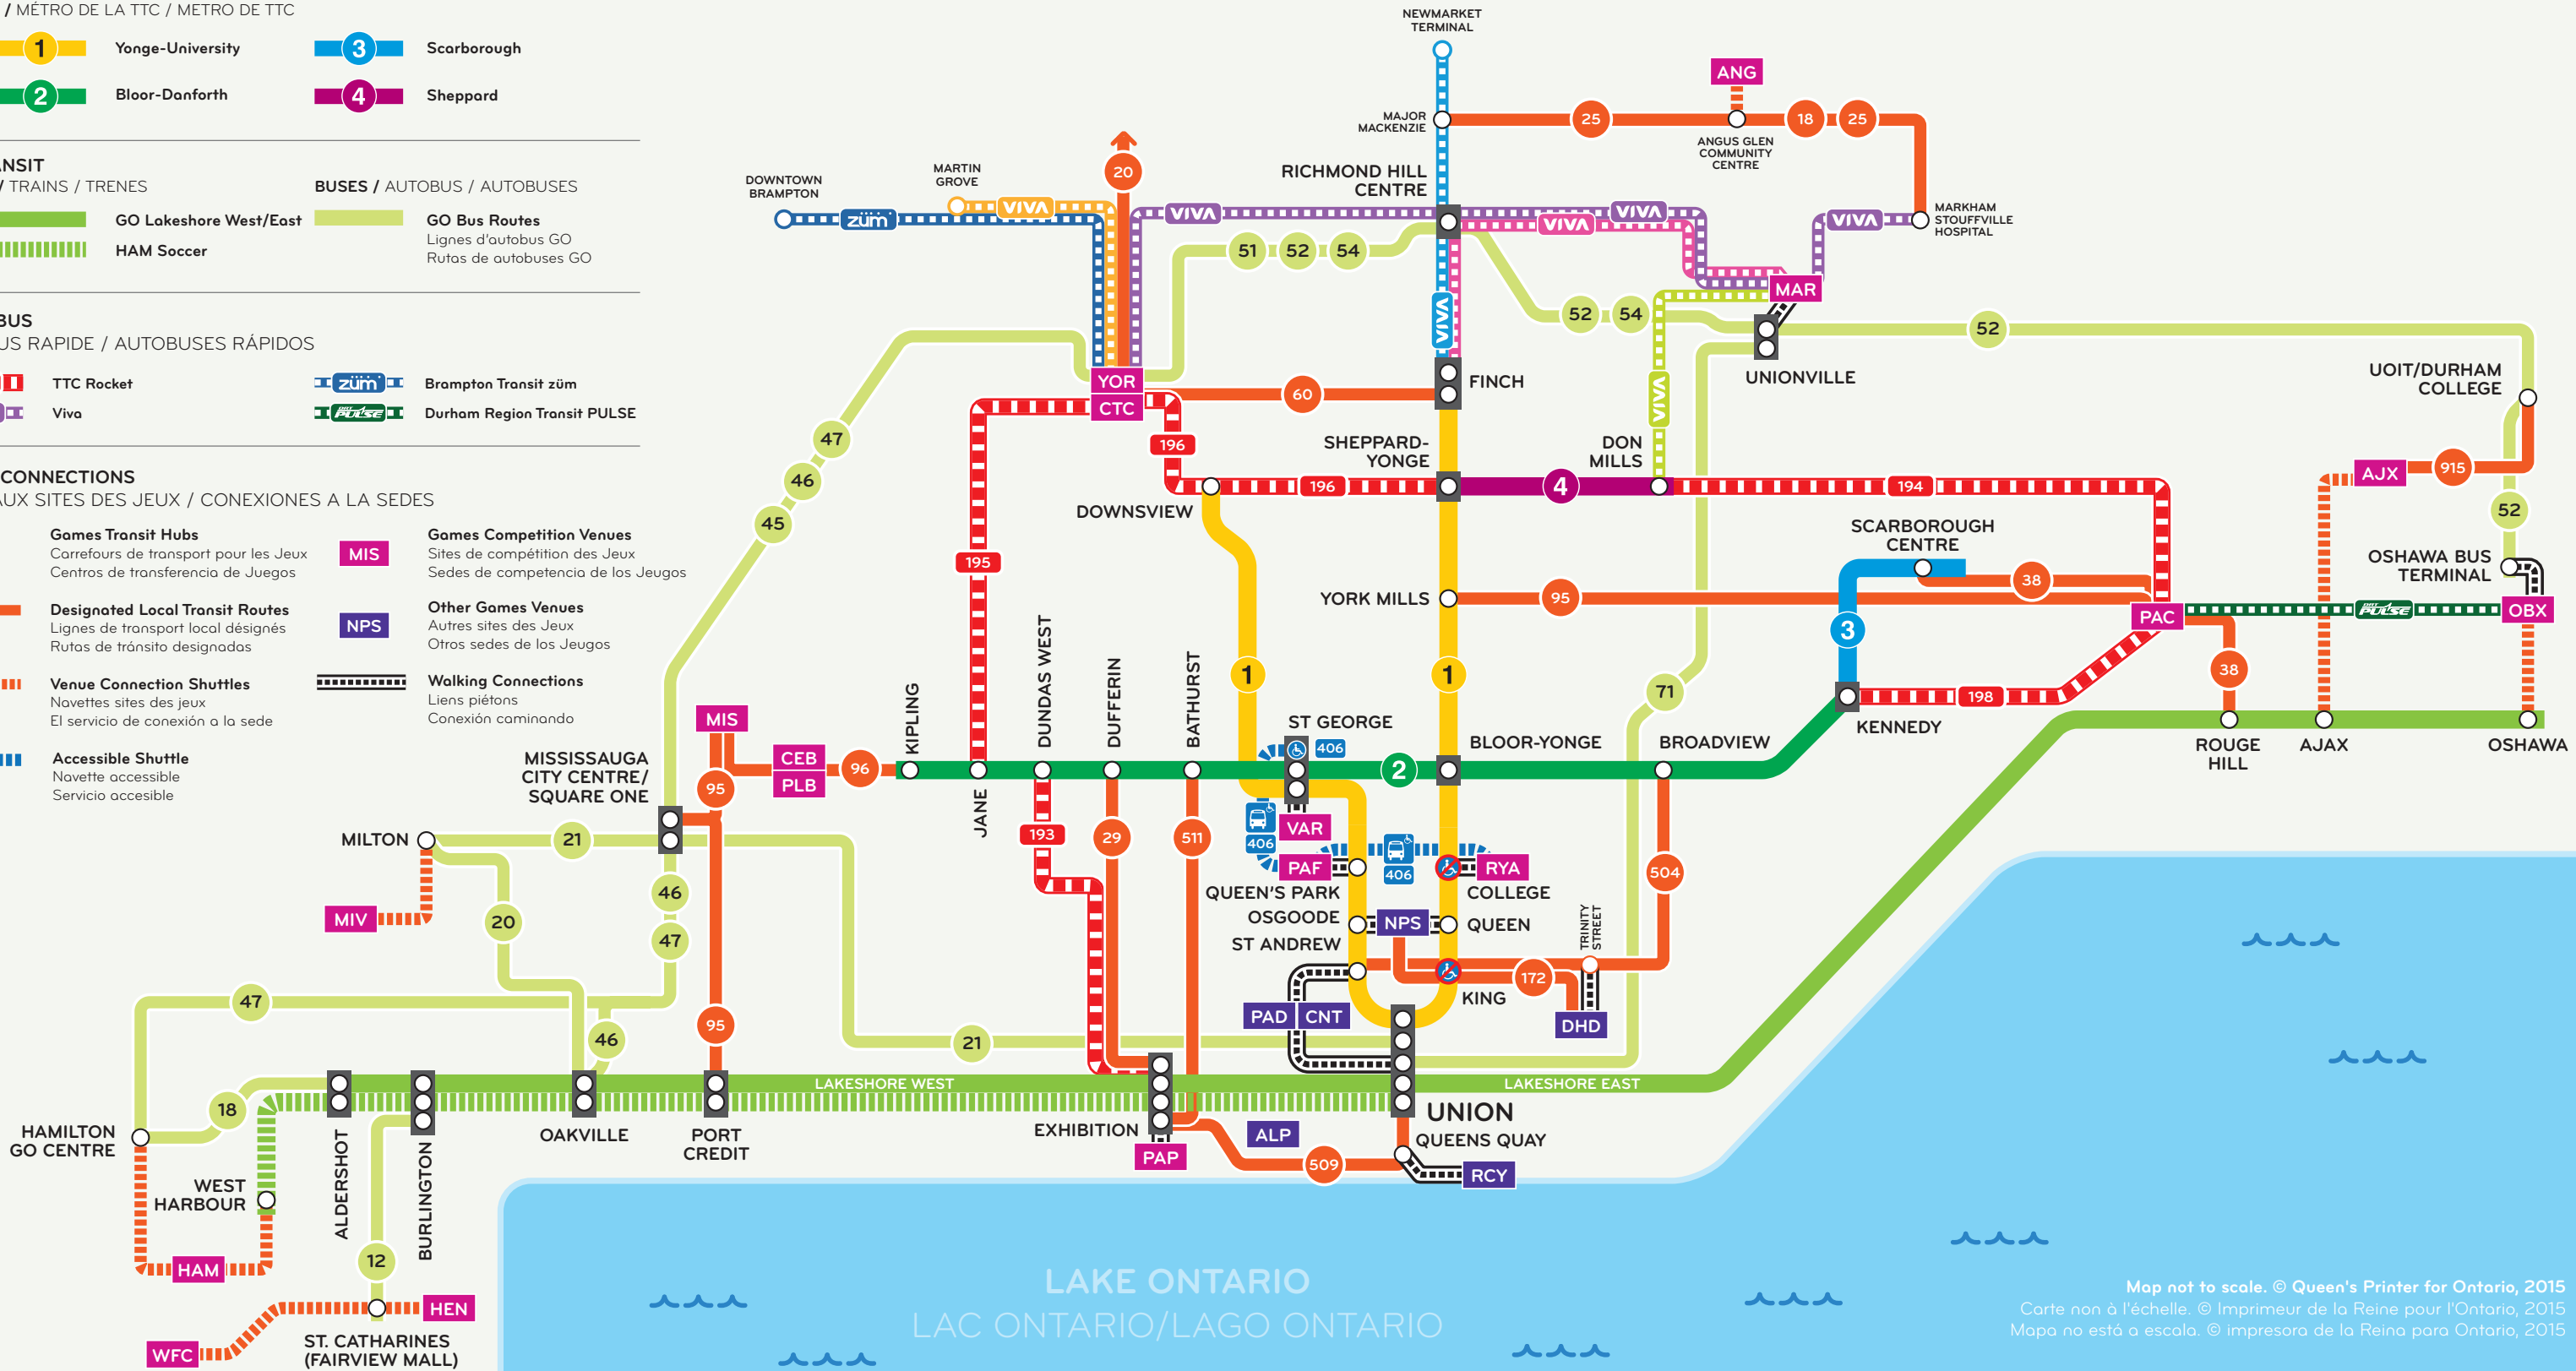 / MÉTRO DE LA TTC / METRO DE TTC
1 Yonge-University
3 Scarborough
2 Bloor-Danforth
4 Sheppard
/ TRAINS / TRENES
BUSES / AUTOBUS / AUTOBUSES
GO Lakeshore West/East
HAM Soccer
GO Bus Routes
Lignes d'autobus GO
Rutas de autobuses GO
BUS
US RAPIDE / AUTOBUSES RÁPIDOS
TTC Rocket
züm Brampton Transit züm
Viva
PULSE Durham Region Transit PULSE
CONNECTIONS
AUX SITES DES JEUX / CONEXIONES A LA SEDES
Games Transit Hubs
Carrefours de transport pour les Jeux
Centros de transferencia de Juegos
MIS
Games Competition Venues
Sites de compétition des Jeux
Sedes de competencia de los Jeugos
Designated Local Transit Routes
Lignes de transport local désignés
Rutas de tránsito designadas
NPS
Other Games Venues
Autres sites des Jeux
Otros sedes de los Jeugos
Venue Connection Shuttles
Navettes sites des jeux
El servicio de conexión a la sede
Walking Connections
Liens piétons
Conexión caminando
Accessible Shuttle
Navette accessible
Servicio accesible
NEWMARKET
TERMINAL
ANG
MAJOR
MACKENZIE
25
18
25
ANGUS GLEN
COMMUNITY
CENTRE
DOWNTOWN
BRAMPTON
MARTIN
GROVE
20
RICHMOND HILL
CENTRE
züm
VIVA
VIVA
VIVA
VIVA
VIVA
MARKHAM
STOUFFVILLE
HOSPITAL
51
52
54
MAR
VIVA
52
54
52
UNIONVILLE
UOIT/DURHAM
COLLEGE
YOR
CTC
60
FINCH
VIVA
47
196
SHEPPARD-
YONGE
DON
MILLS
AJX
915
46
196
4
194
45
DOWNSVIEW
52
SCARBOROUGH
CENTRE
195
OSHAWA BUS
TERMINAL
38
YORK MILLS
95
PAC
PULSE
OBX
3
1
1
38
71
198
KENNEDY
ROUGE
HILL
AJAX
OSHAWA
MIS
KIPLING
DUNDAS WEST
DUFFERIN
BATHURST
ST GEORGE
406
BLOOR-YONGE
BROADVIEW
MISSISSAUGA
CITY CENTRE/
SQUARE ONE
CEB
PLB
96
2
95
JANE
MILTON
21
193
29
511
VAR
406
PAF
406
RYA
504
QUEEN'S PARK
COLLEGE
46
MIV
20
47
OSGOODE
NPS
QUEEN
ST ANDREW
TRINITY
STREET
172
KING
47
95
PAD
CNT
DHD
46
21
LAKESHORE WEST
LAKESHORE EAST
18
HAMILTON
GO CENTRE
OAKVILLE
PORT
CREDIT
EXHIBITION
ALP
UNION
QUEENS QUAY
PAP
509
RCY
WEST
HARBOUR
ALDERSHOT
BURLINGTON
HAM
12
HEN
WFC
ST. CATHARINES
(FAIRVIEW MALL)
LAKE ONTARIO
LAC ONTARIO/LAGO ONTARIO
Map not to scale. © Queen's Printer for Ontario, 2015
Carte non à l'échelle. © Imprimeur de la Reine pour l'Ontario, 2015
Mapa no está a escala. © impresora de la Reina para Ontario, 2015